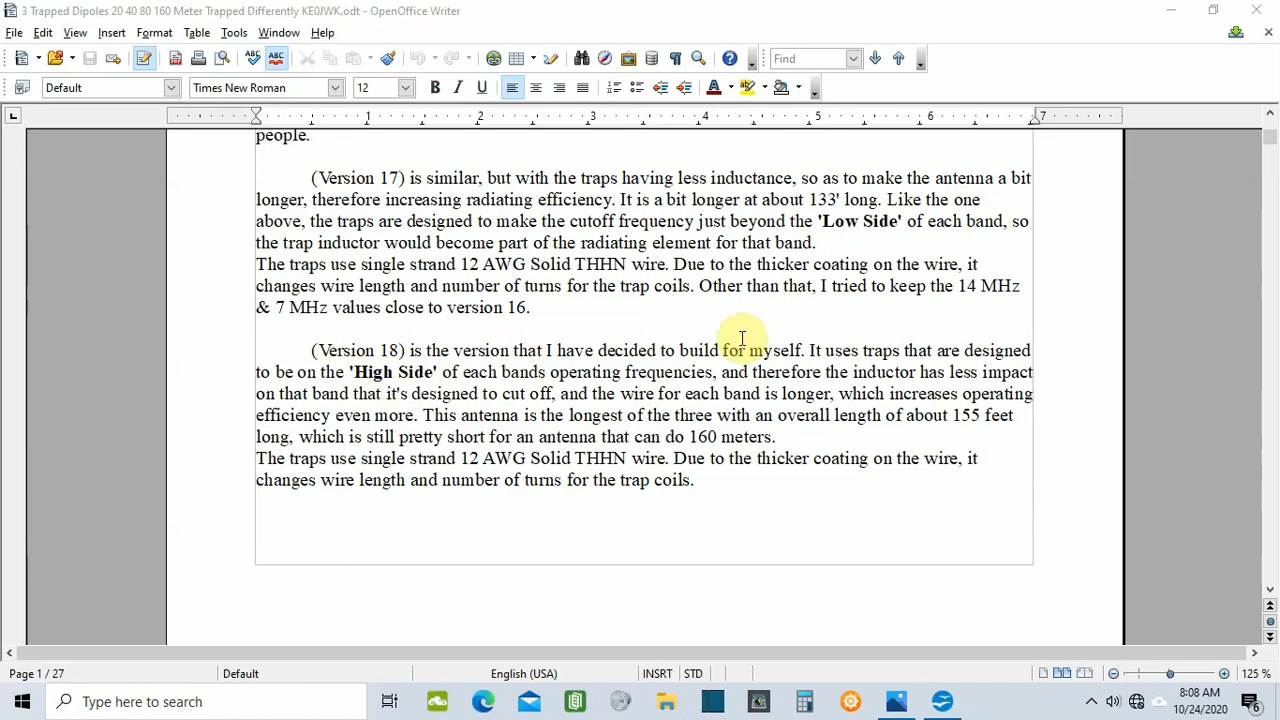 3 Trapped Dipoles 20 40 80 160 Meter Trapped Differently KE0JWK.odt - OpenOffice Writer
File Edit View Insert Format Table Tools Window Help
Find
Default Times New Roman 12 B I U A
1 2 3 4 5 6 7
people.
(Version 17) is similar, but with the traps having less inductance, so as to make the antenna a bit
longer, therefore increasing radiating efficiency. It is a bit longer at about 133' long. Like the one
above, the traps are designed to make the cutoff frequency just beyond the 'Low Side' of each band, so
the trap inductor would become part of the radiating element for that band.
The traps use single strand 12 AWG Solid THHN wire. Due to the thicker coating on the wire, it
changes wire length and number of turns for the trap coils. Other than that, I tried to keep the 14 MHz
& 7 MHz values close to version 16.
(Version 18) is the version that I have decided to build for myself. It uses traps that are designed
to be on the 'High Side' of each bands operating frequencies, and therefore the inductor has less impact
on that band that it's designed to cut off, and the wire for each band is longer, which increases operating
efficiency even more. This antenna is the longest of the three with an overall length of about 155 feet
long, which is still pretty short for an antenna that can do 160 meters.
The traps use single strand 12 AWG Solid THHN wire. Due to the thicker coating on the wire, it
changes wire length and number of turns for the trap coils.
Page 1 / 27 Default English (USA) INSRT STD 125 %
Type here to search
8:08 AM
10/24/2020
6